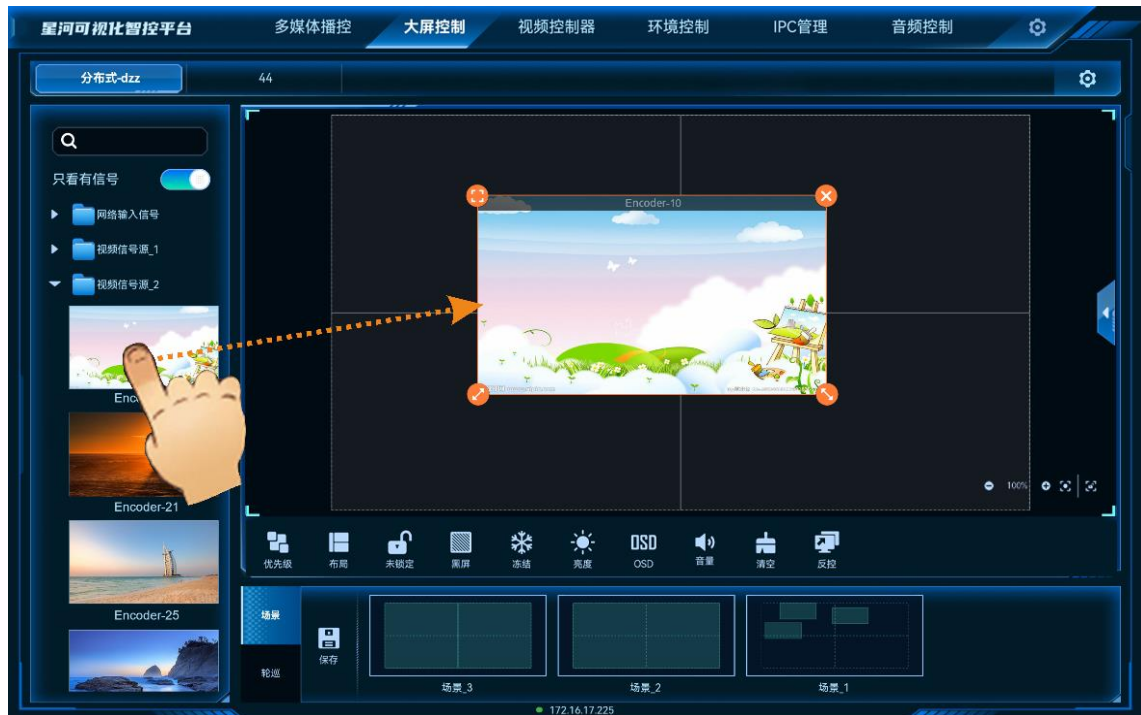 星河可视化智控平台
多媒体播控
大屏控制
视频控制器
环境控制
IPC管理
音频控制
分布式-dzz
44
只看有信号
网络输入信号
视频信号源_1
视频信号源_2
Encoder-21
Encoder-25
Encoder-10
100%
优先级
布局
未锁定
黑屏
冻结
亮度
OSD
OSD
音量
清空
反控
场景
轮巡
保存
场景_3
场景_2
场景_1
172.16.17.225